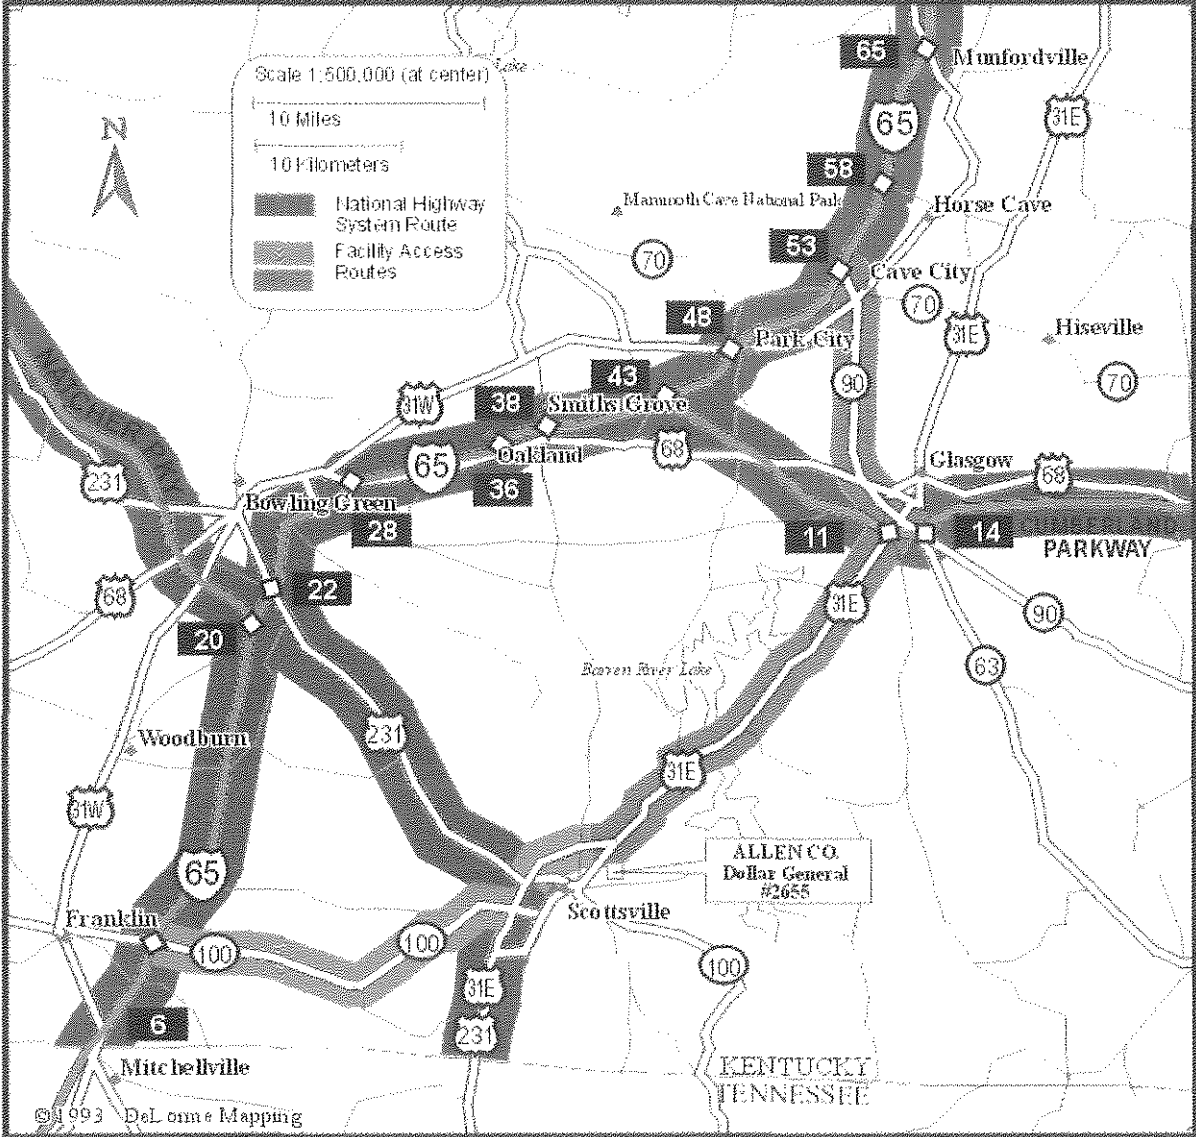 65
Munfordville
Lake
Scale 1:500,000 (at center)
10 Miles
10 Kilometers
National Highway
System Route
Facility Access
Routes
N
65
31E
58
Mammoth Cave National Park
Horse Cave
53
70
Cave City
70
48
Park City
31E
Hiseville
43
90
70
31W
38
Smiths Grove
68
65
Oakland
Glasgow
68
231
36
Bowling Green
28
11
14
CUMBERLAND
PARKWAY
68
22
31E
90
20
Barren River Lake
63
Woodburn
231
31E
31W
65
ALLEN CO.
Dollar General
#2655
Scottsville
Franklin
100
100
100
31E
231
6
Mitchellville
KENTUCKY
TENNESSEE
©1993 DeLorme Mapping